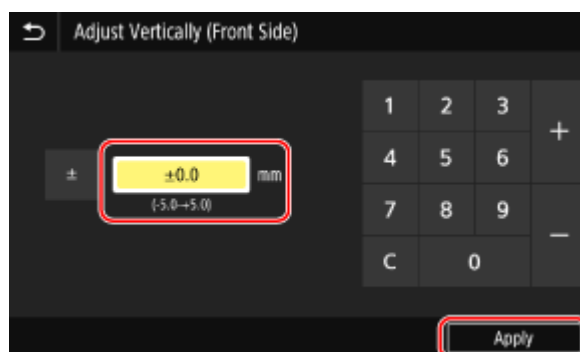 Adjust Vertically (Front Side)
1 2 3 +
4 5 6
± ±0.0 mm
(-5.0→+5.0)
7 8 9 −
C 0
Apply